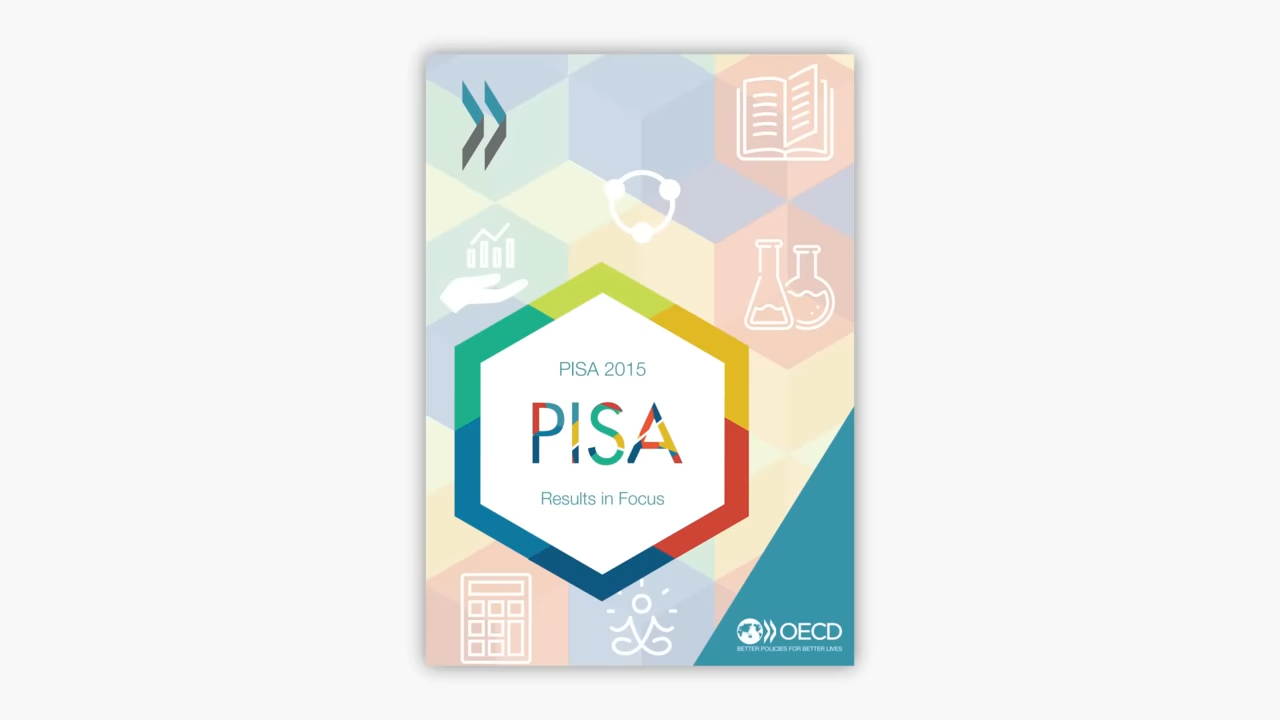 PISA 2015
PISA
Results in Focus
OECD
BETTER POLICIES FOR BETTER LIVES